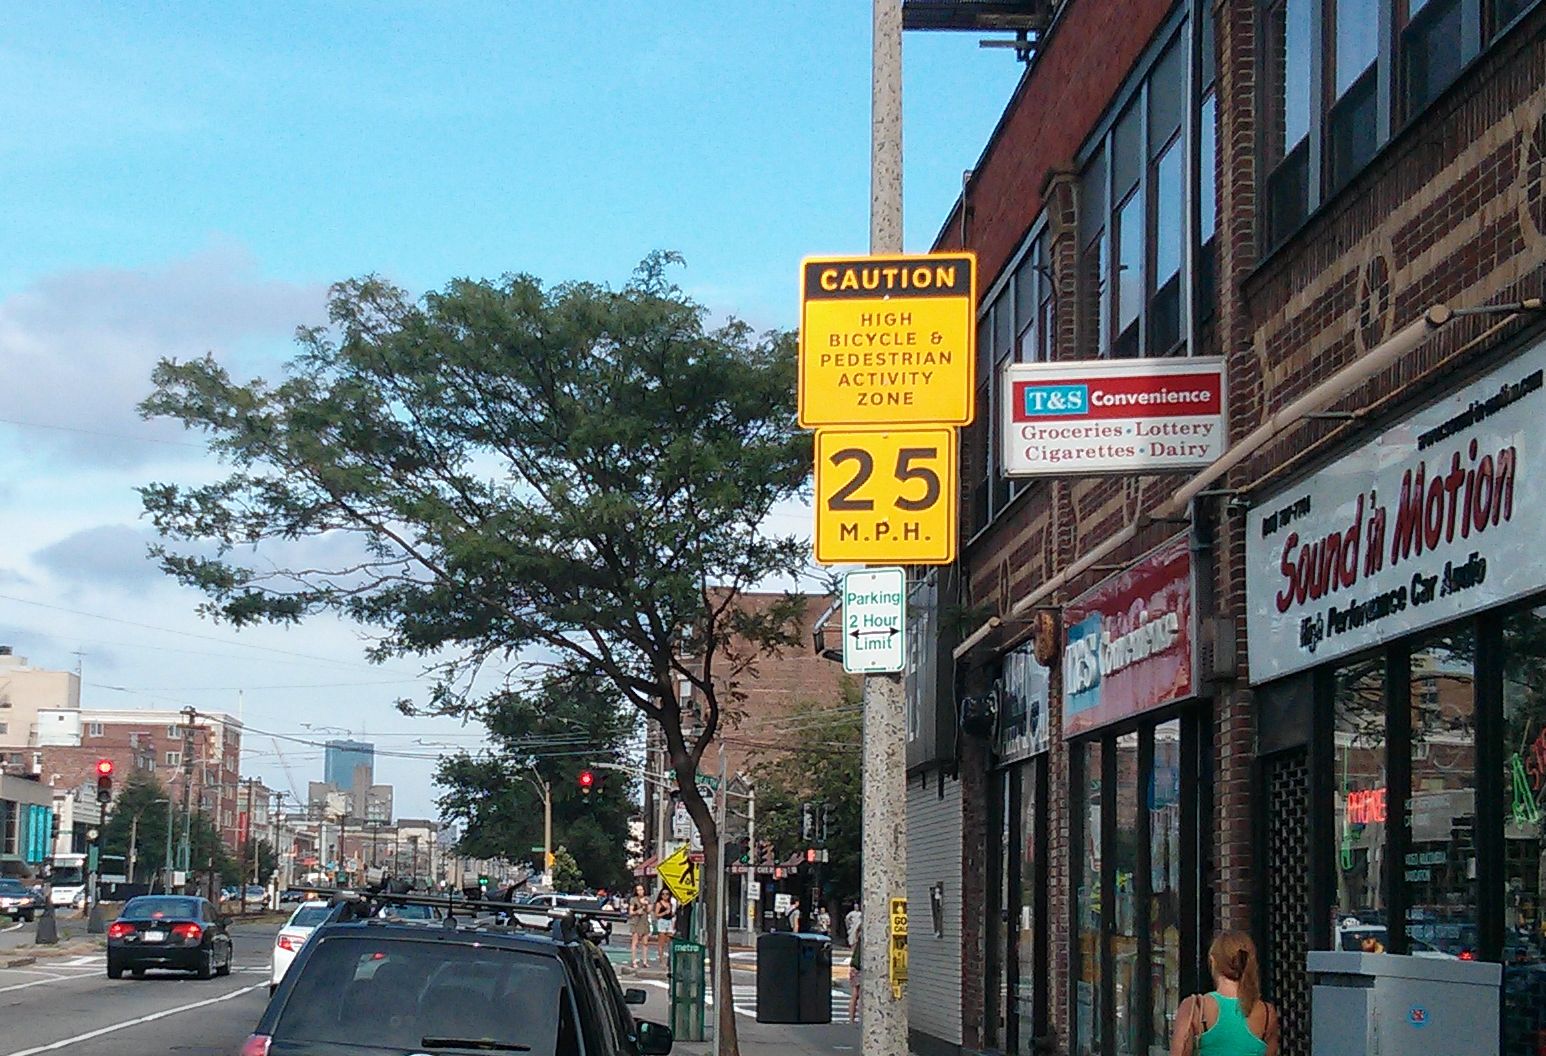 CAUTION
HIGH
BICYCLE &
PEDESTRIAN
ACTIVITY
ZONE
25
M.P.H.
Parking
2 Hour
Limit
T&S Convenience
Groceries • Lottery
Cigarettes • Dairy
Sound in Motion
High Performance Car Audio
T&S Convenience
metro